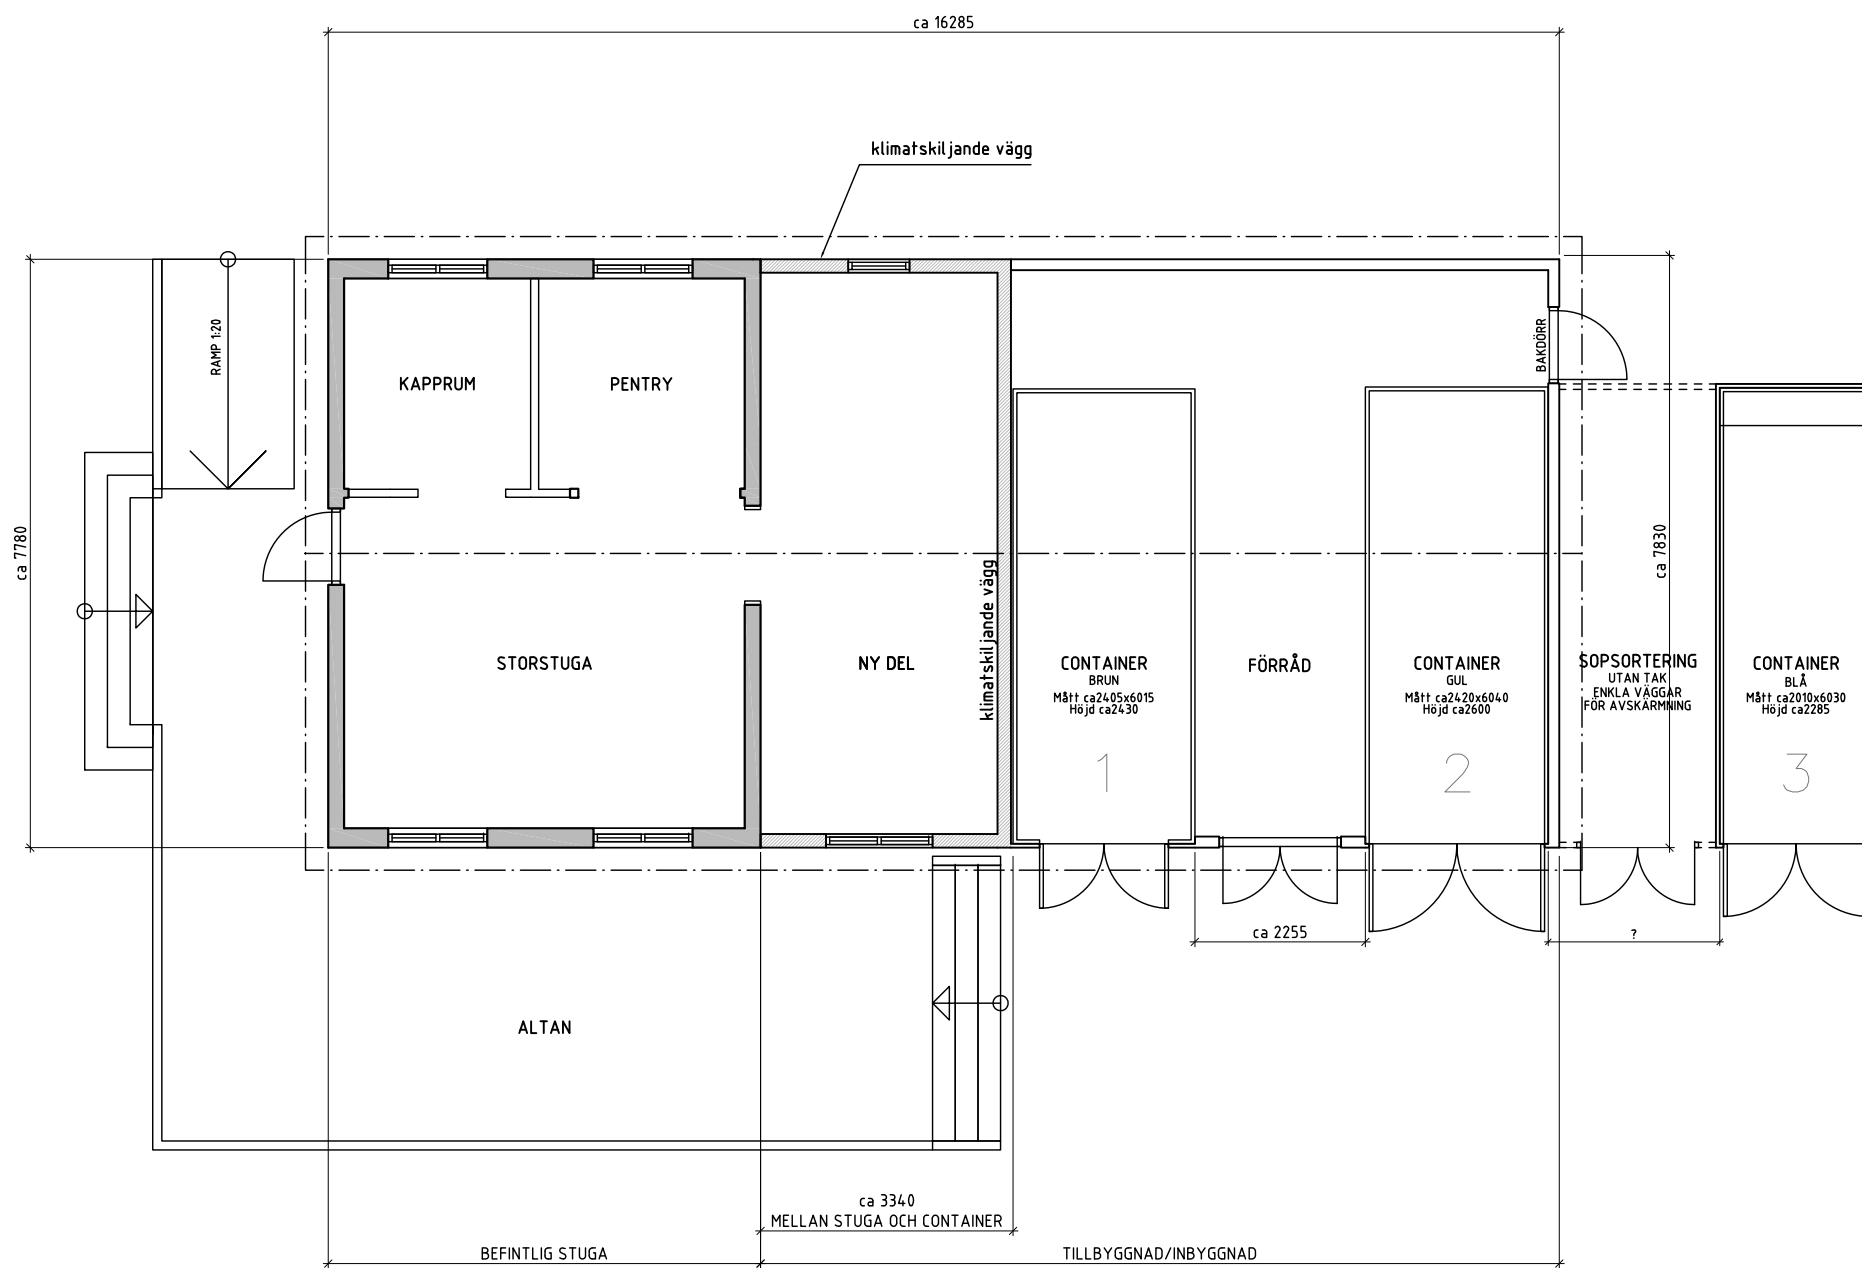 ca 16285
klimatskiljande vägg
RAMP 1:20
BAKDÖRR
KAPPRUM
PENTRY
ca 7780
ca 7830
klimatskiljande vägg
STORSTUGA
NY DEL
CONTAINER
BRUN
Mått ca2405x6015
Höjd ca2430
1
FÖRRÅD
CONTAINER
GUL
Mått ca2420x6040
Höjd ca2600
2
SOPSORTERING
UTAN TAK
ENKLA VÄGGAR
FÖR AVSKÄRMNING
CONTAINER
BLÅ
Mått ca2010x6030
Höjd ca2285
3
ca 2255
?
ALTAN
ca 3340
MELLAN STUGA OCH CONTAINER
BEFINTLIG STUGA
TILLBYGGNAD/INBYGGNAD